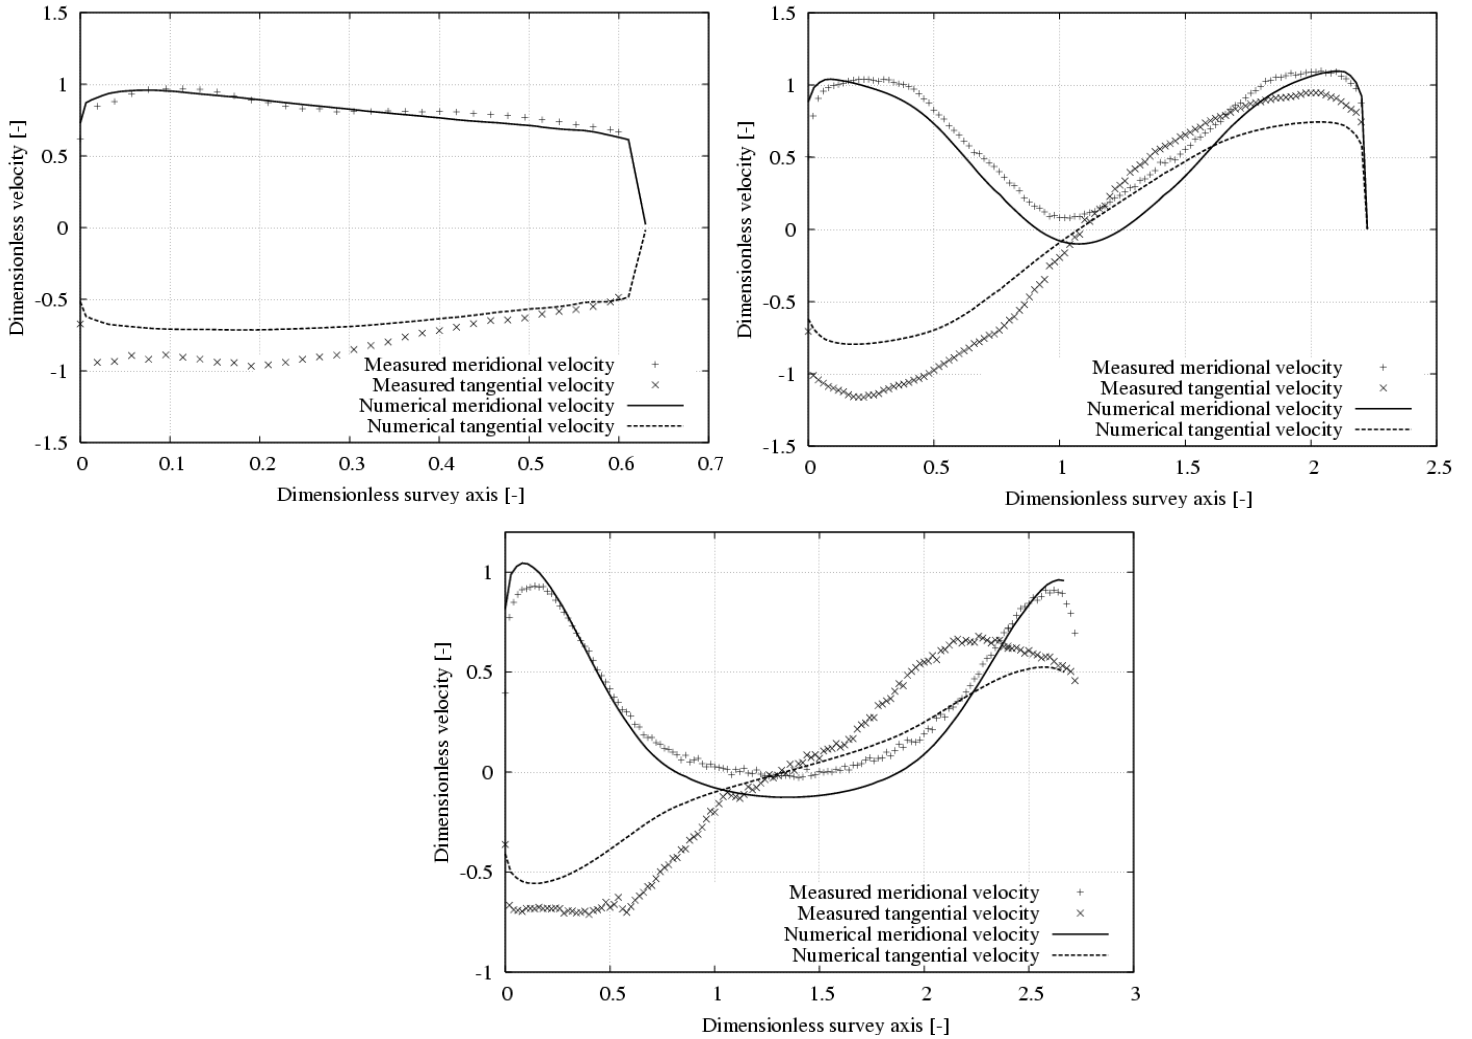 1.5
1
0.5
0
-0.5
-1
-1.5
Dimensionless velocity [-]
Measured meridional velocity
Measured tangential velocity
Numerical meridional velocity
Numerical tangential velocity
0 0.1 0.2 0.3 0.4 0.5 0.6 0.7
Dimensionless survey axis [-]
1.5
1
0.5
0
-0.5
-1
-1.5
Dimensionless velocity [-]
Measured meridional velocity
Measured tangential velocity
Numerical meridional velocity
Numerical tangential velocity
0 0.5 1 1.5 2 2.5
Dimensionless survey axis [-]
1
0.5
0
-0.5
-1
Dimensionless velocity [-]
Measured meridional velocity
Measured tangential velocity
Numerical meridional velocity
Numerical tangential velocity
0 0.5 1 1.5 2 2.5 3
Dimensionless survey axis [-]